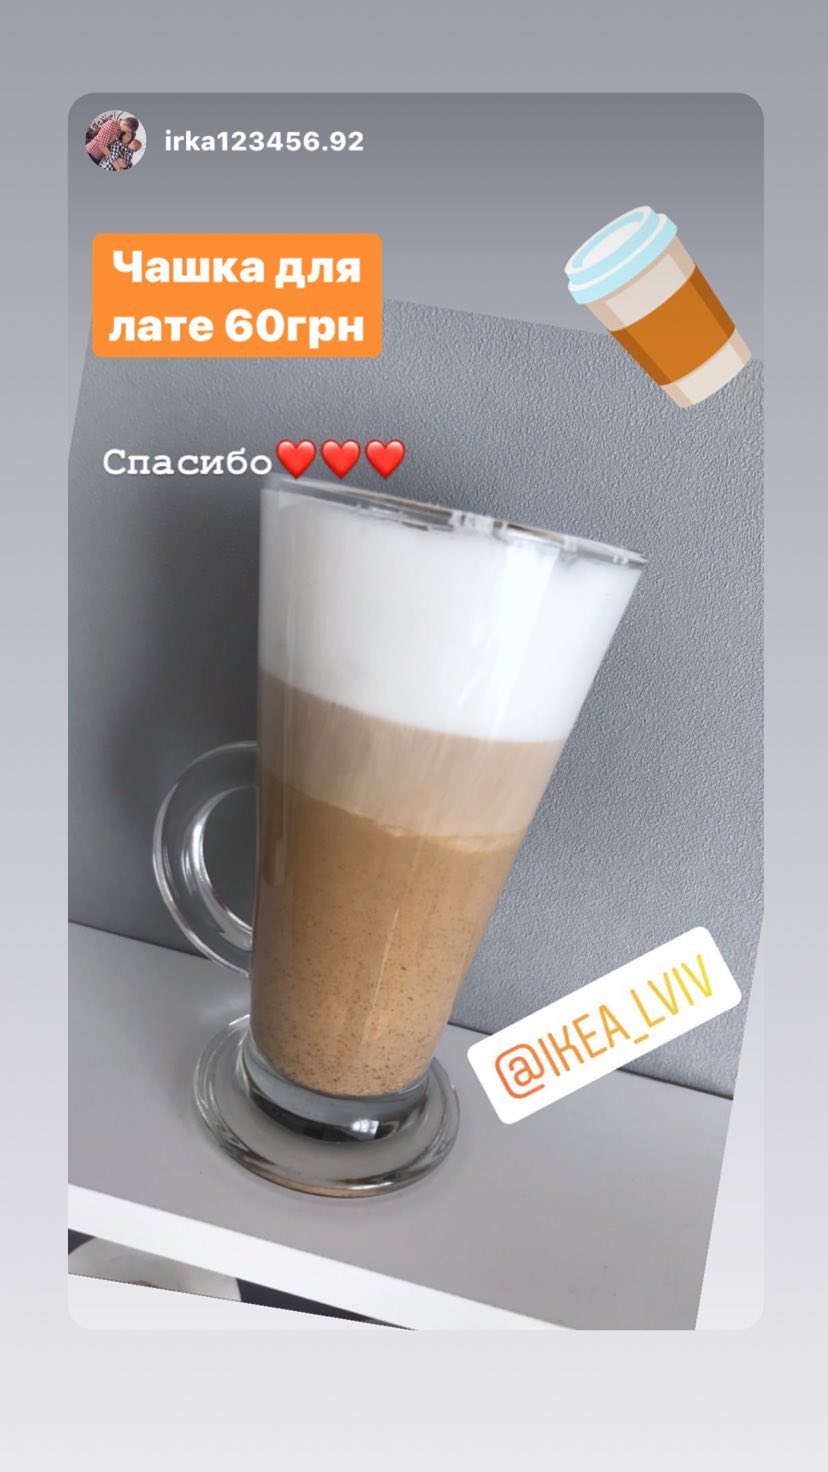 irka123456.92
Чашка для
лате 60грн
Спасибо❤️❤️❤️
@IKEA_LVIV